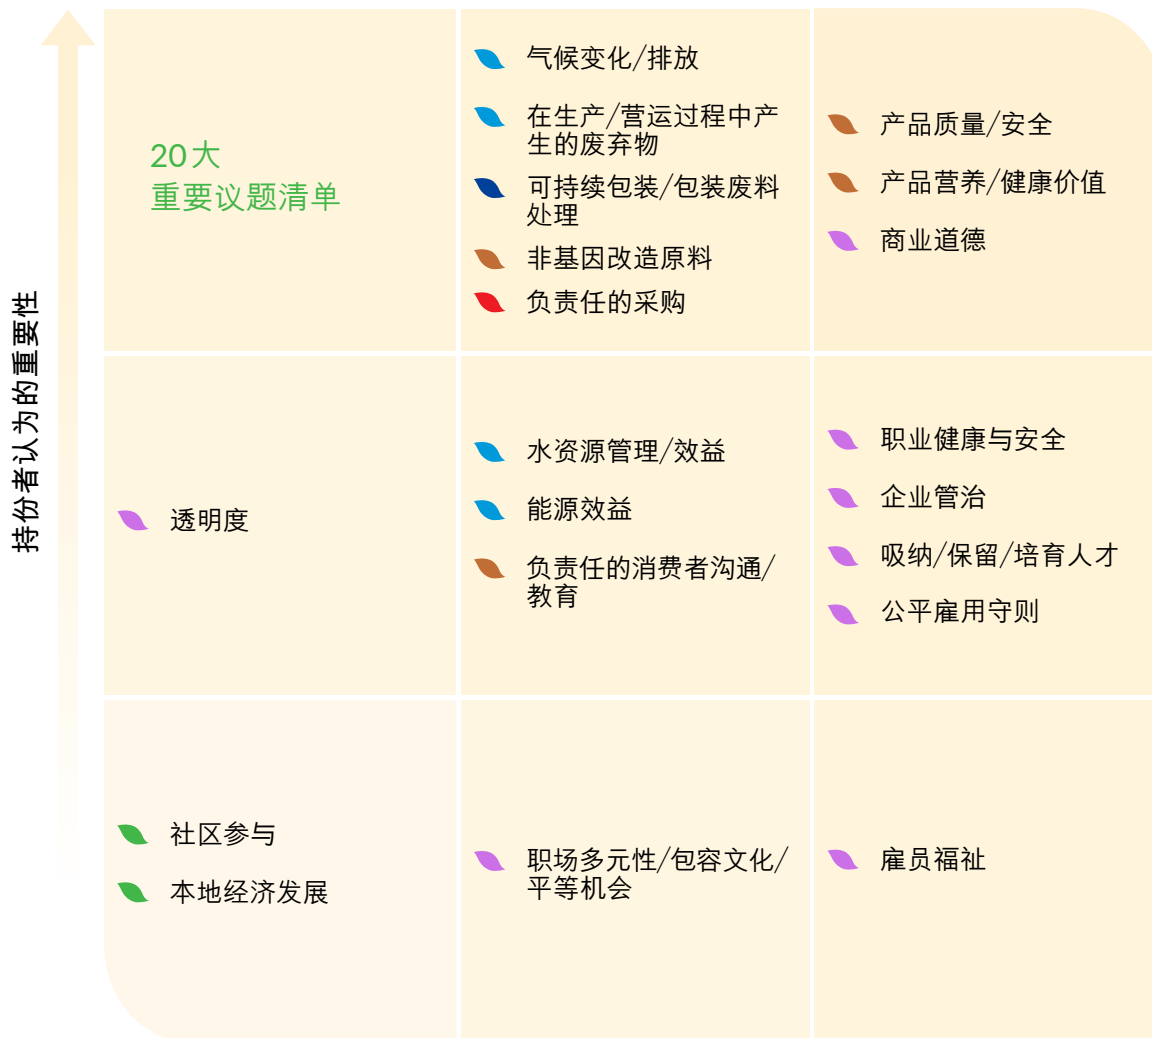 持份者认为的重要性
20大
重要议题清单
气候变化/排放
在生产/营运过程中产
生的废弃物
可持续包装/包装废料
处理
非基因改造原料
负责任的采购
产品质量/安全
产品营养/健康价值
商业道德
透明度
水资源管理/效益
能源效益
负责任的消费者沟通/
教育
职业健康与安全
企业管治
吸纳/保留/培育人才
公平雇用守则
社区参与
本地经济发展
职场多元性/包容文化/
平等机会
雇员福祉